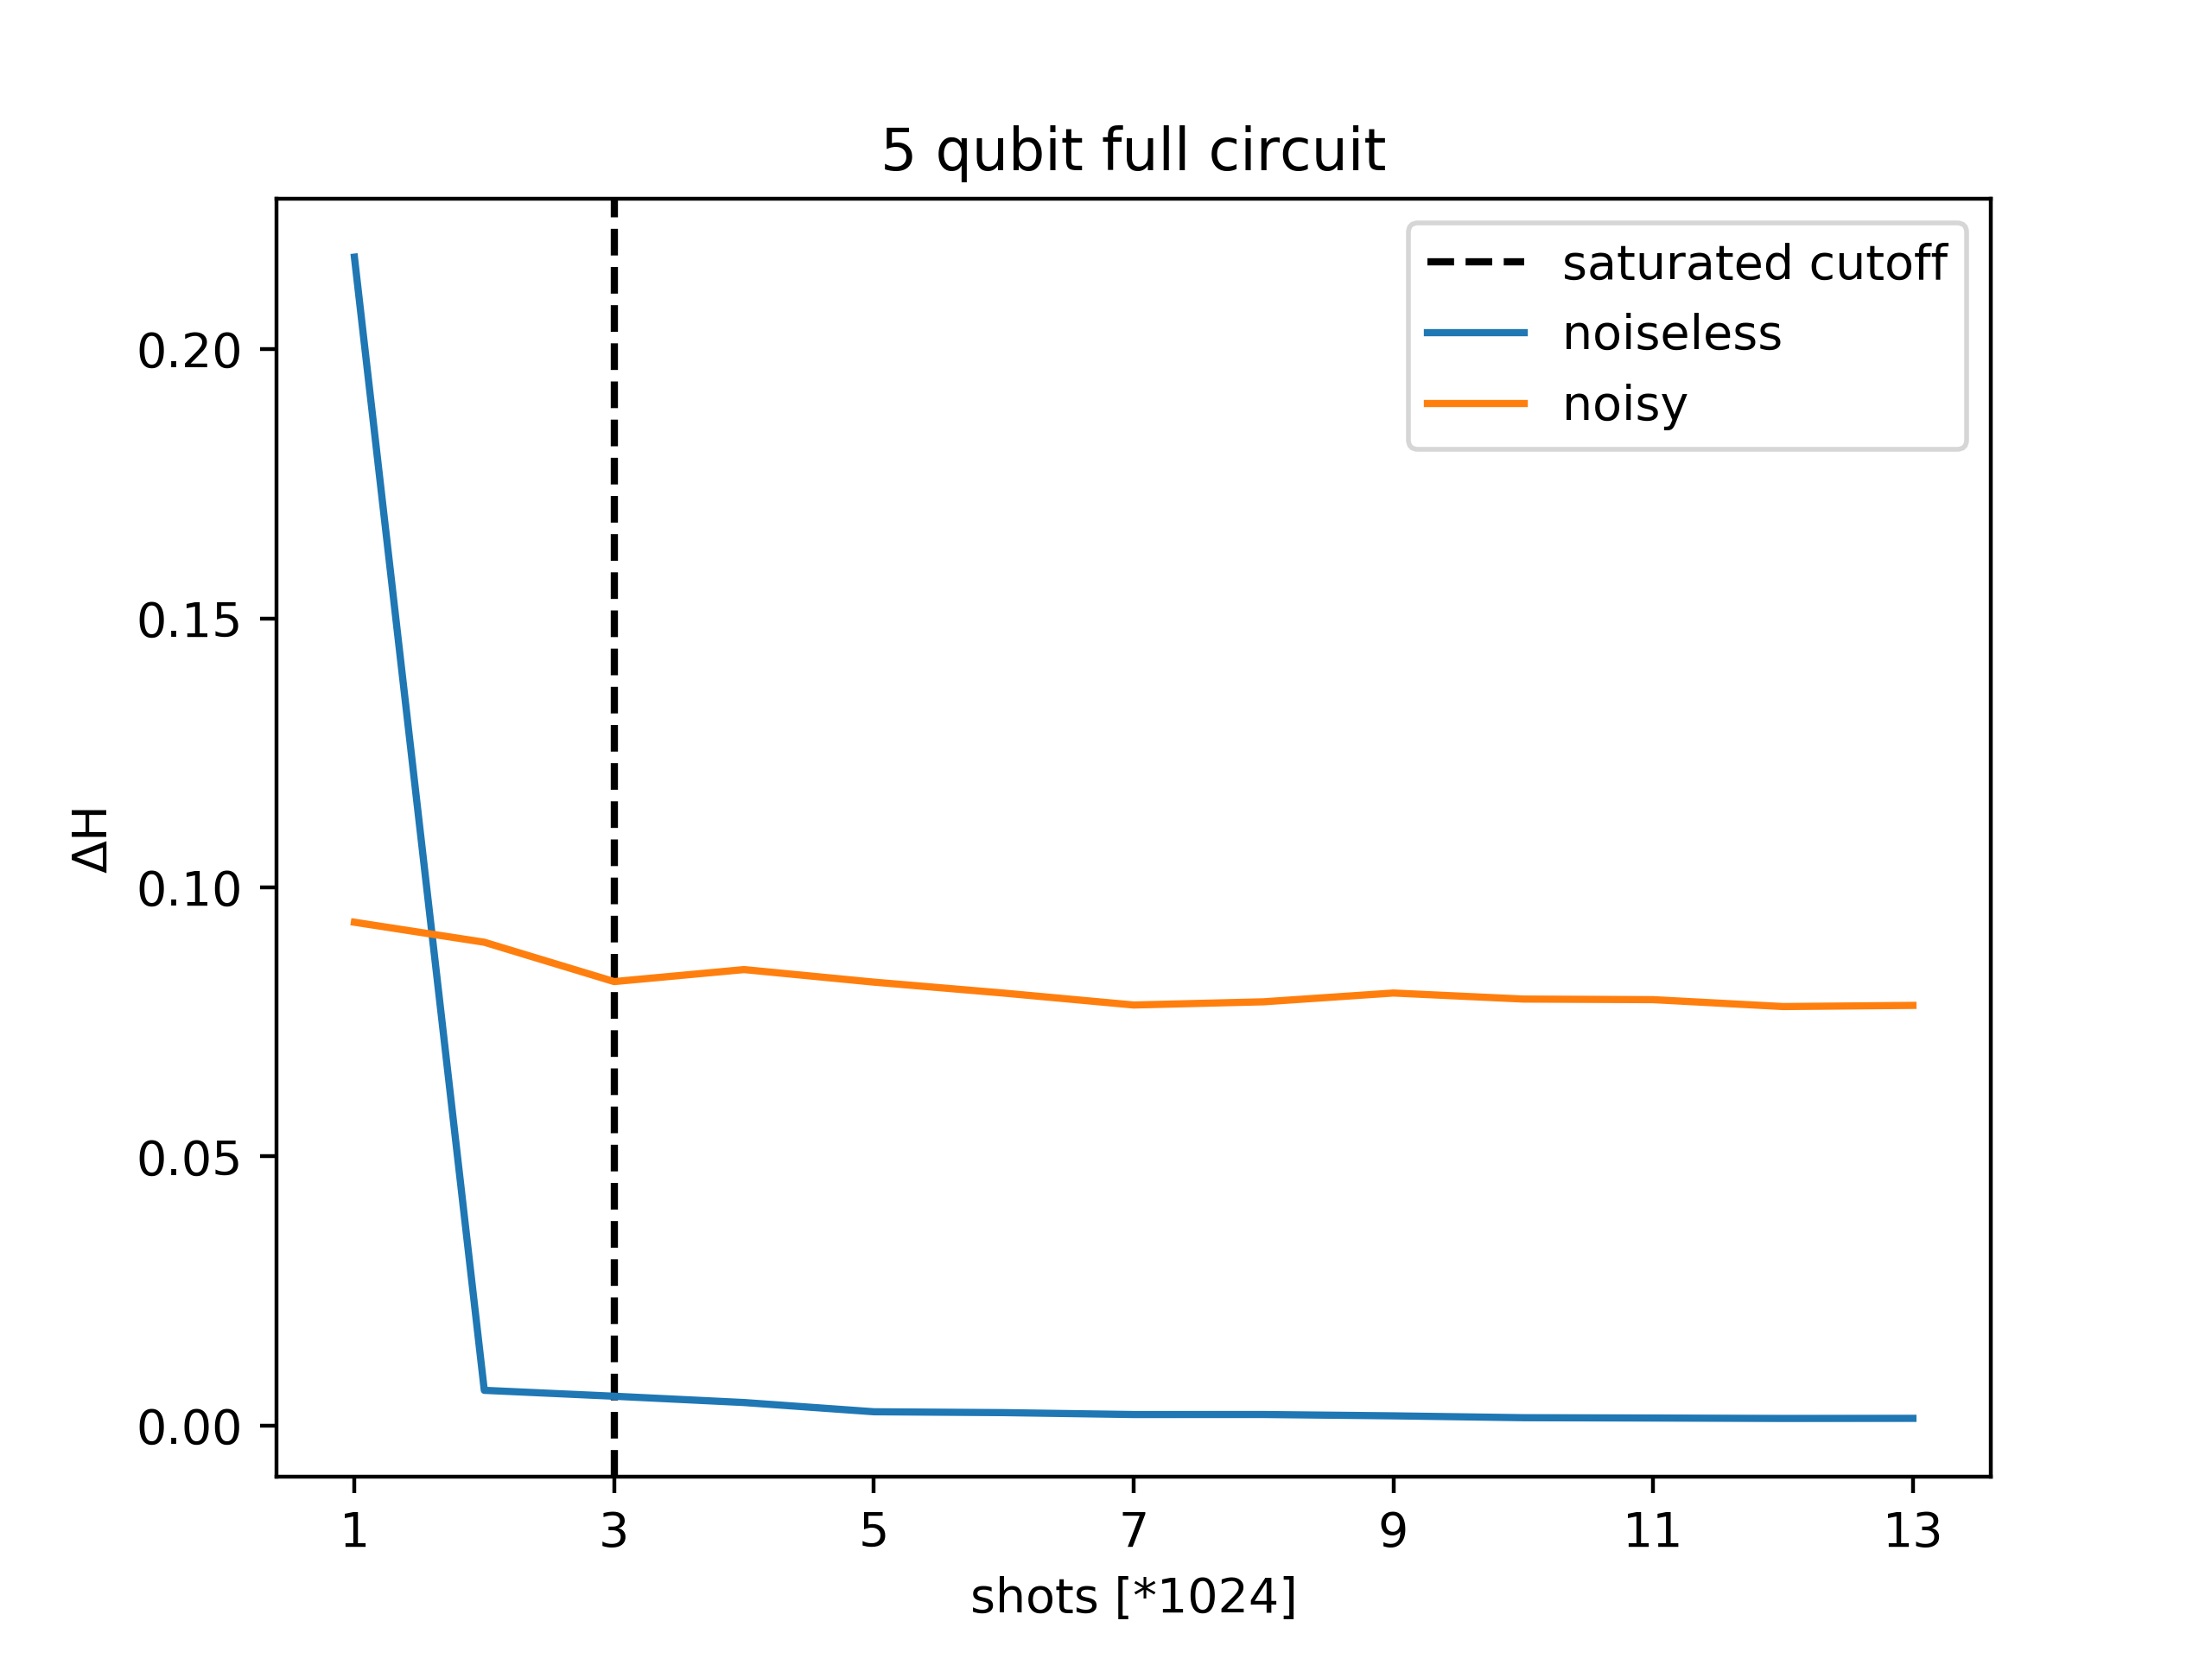 5 qubit full circuit
saturated cutoff
noiseless
noisy
0.20
0.15
0.10
0.05
0.00
ΔH
1 3 5 7 9 11 13
shots [*1024]